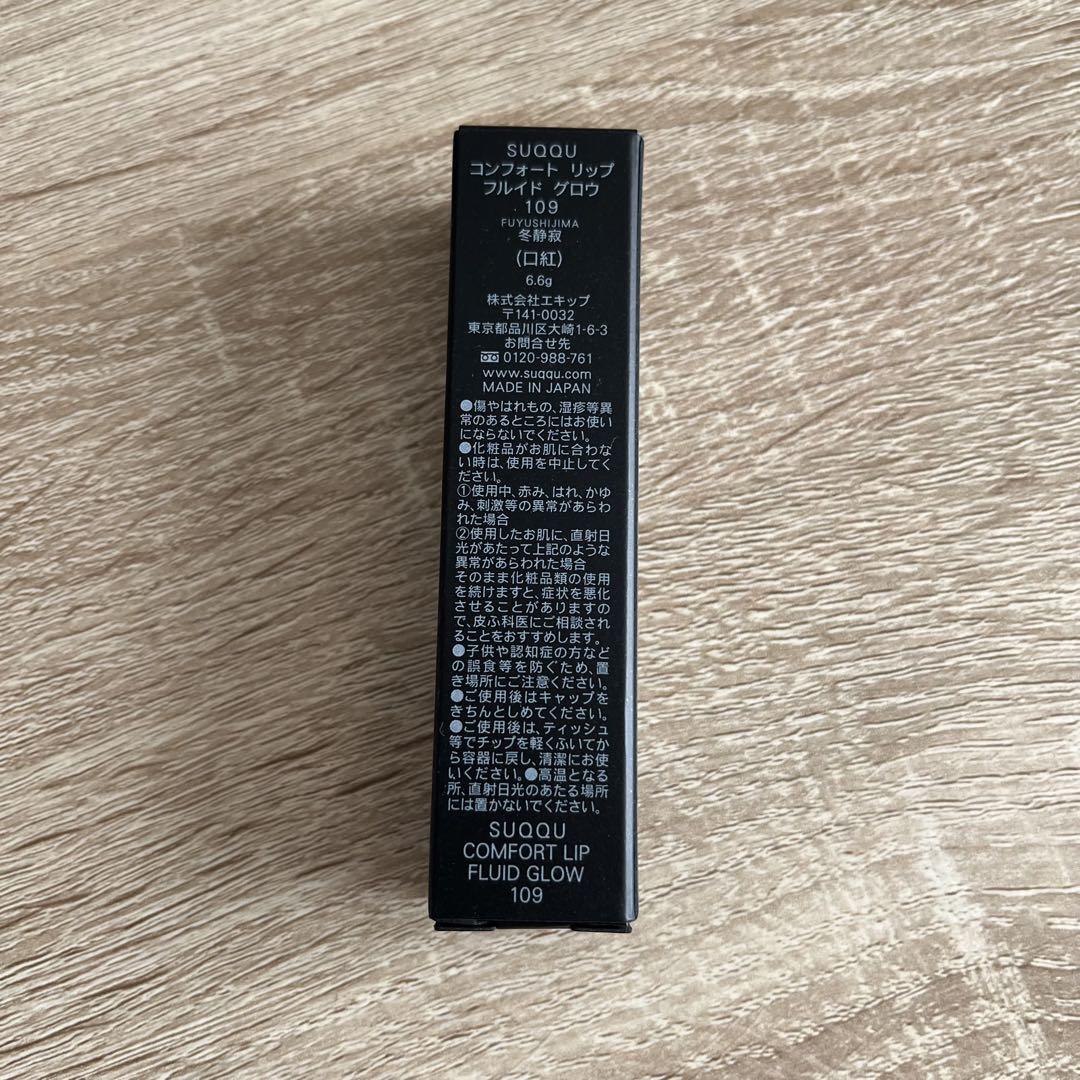 SUQQU
コンフォート リップ
フルイド グロウ
109
FUYUSHIJIMA
冬静寂
(口紅)
6.6g
株式会社エキップ
〒141-0032
東京都品川区大崎1-6-3
お問合せ先
0120-988-761
www.suqqu.com
MADE IN JAPAN
●傷やはれもの、湿疹等異
常のあるところにはお使い
にならないでください。
●化粧品がお肌に合わな
い時は、使用を中止してく
ださい。
①使用中、赤み、はれ、かゆ
み、刺激等の異常があらわ
れた場合
②使用したお肌に、直射日
光があたって上記のような
異常があらわれた場合
そのまま化粧品類の使用
を続けますと、症状を悪化
させることがありますの
で、皮ふ科医にご相談され
ることをおすすめします。
●子供や認知症の方など
の誤食等を防ぐため、置
き場所にご注意ください。
●ご使用後はキャップを
きちんとしめてください。
●ご使用後は、ティッシュ
等でチップを軽くふいてか
ら容器に戻し、清潔にお使
いください。●高温となる
所、直射日光のあたる場所
には置かないでください。
SUQQU
COMFORT LIP
FLUID GLOW
109